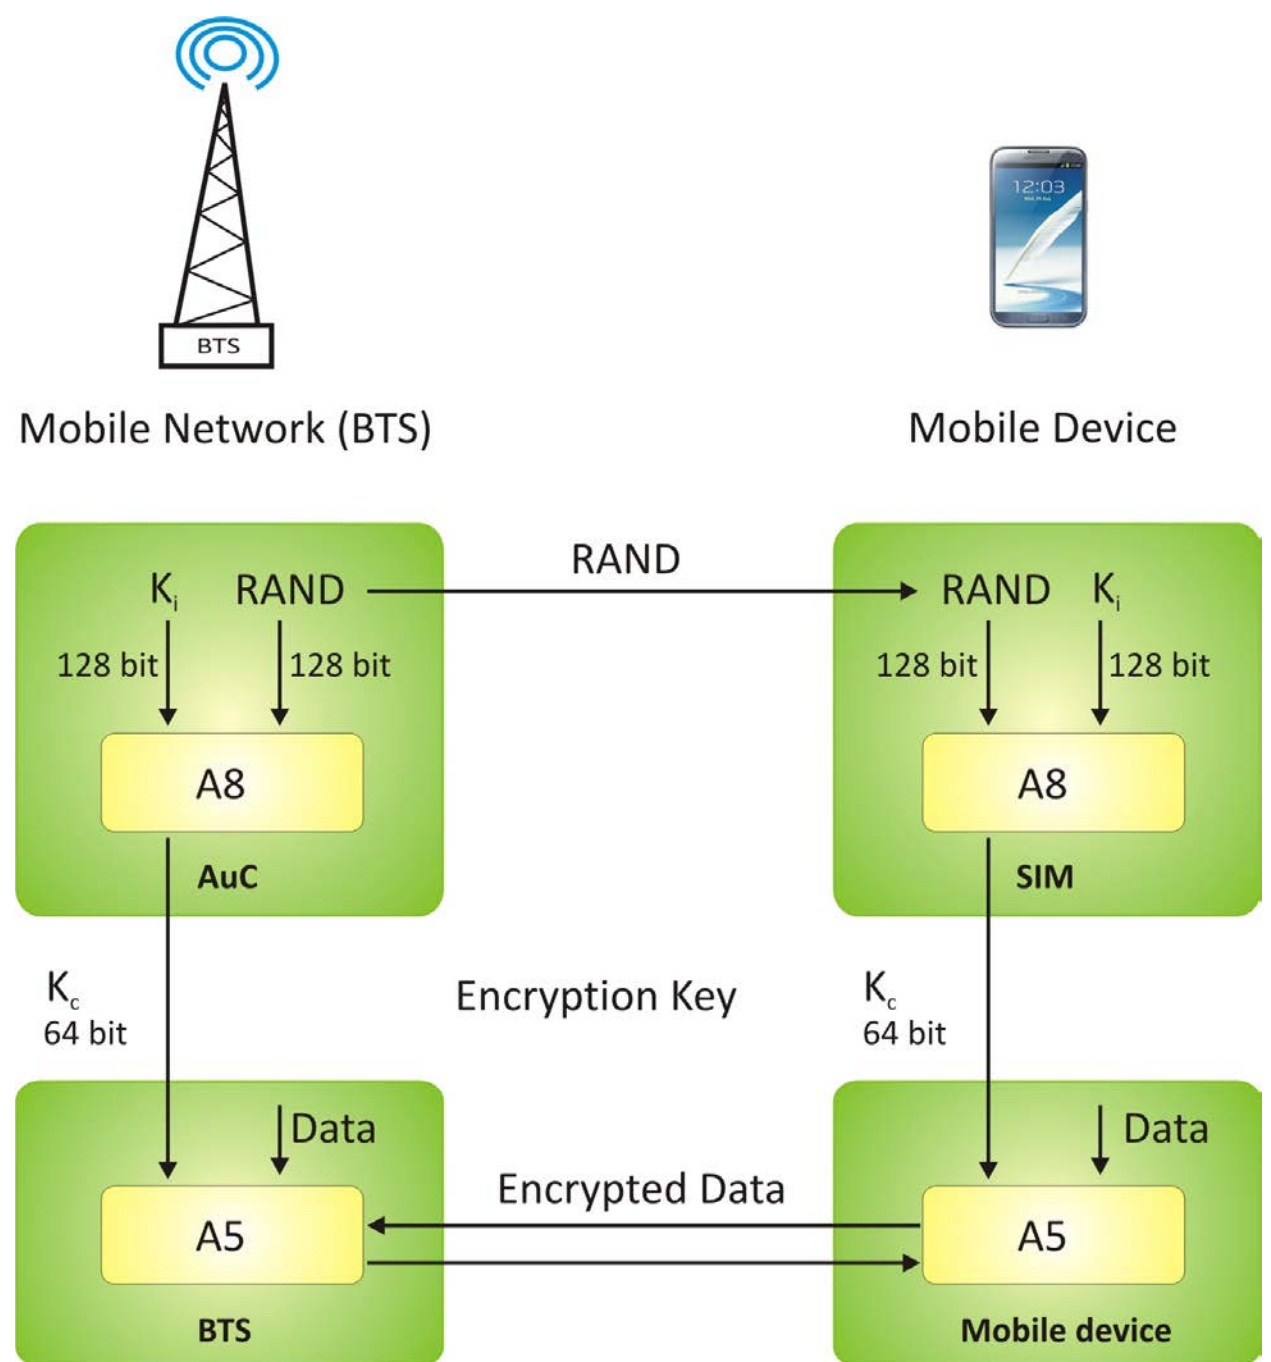 BTS
12:03
Mobile Network (BTS)
Mobile Device
RAND
Ki RAND
RAND Ki
128 bit 128 bit
128 bit 128 bit
A8
A8
AuC
SIM
Kc
64 bit
Encryption Key
Kc
64 bit
Data
Data
Encrypted Data
A5
A5
BTS
Mobile device